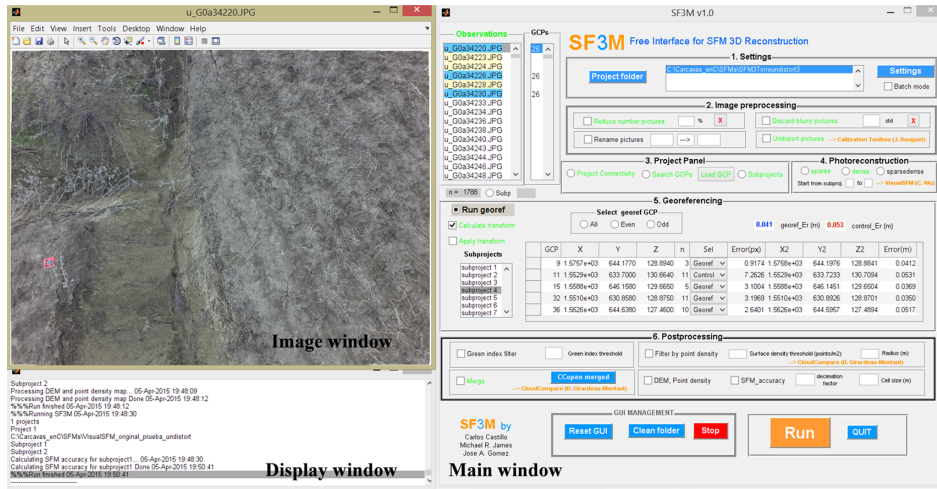 u_G0a34220.JPG
File Edit View Insert Tools Desktop Window Help
Image window
Subproject 2
Processing DEM and point density map... 05-Apr-2015 19:48:09
Processing DEM and point density map Done 05-Apr-2015 19:48:12
%%%Run finished 05-Apr-2015 19:48:12
%%%Running SF3M 05-Apr-2015 19:48:30
1 projects
Project 1
C:\Carcavas_enC\SFMs\VisualSFM_original_prueba_undistort
Subproject 1
Subproject 2
Calculating SFM accuracy for subproject1... 05-Apr-2015 19:48:30
Calculating SFM accuracy for subproject1 Done 05-Apr-2015 19:50:41
%%%Run finished 05-Apr-2015 19:50:41
------------------------------
Display window
SF3M v1.0
Observations
GCPs
u_G0a34220.JPG 26
u_G0a34223.JPG
u_G0a34224.JPG
u_G0a34226.JPG 26
u_G0a34228.JPG
u_G0a34230.JPG 26
u_G0a34233.JPG
u_G0a34234.JPG
u_G0a34236.JPG
u_G0a34238.JPG
u_G0a34240.JPG
u_G0a34243.JPG
u_G0a34244.JPG
u_G0a34246.JPG
u_G0a34248.JPG
n = 1788 Subp
SF3M Free Interface for SFM 3D Reconstruction
1. Settings
Project folder
C:\Carcavas_enC\SFMs\SFM3Torreundistort3
Settings
Batch mode
2. Image preprocessing
Reduce number pictures % X
Discard blurry pictures std X
Rename pictures --->
Undistort pictures --> Calibration Toolbox (J. Bouguet)
3. Project Panel
Project Connectivity Search GCPs Load GCP Subprojects
4. Photoreconstruction
sparse dense sparsedense
Start from subproj. to --> VisualSFM (C. Wu)
5. Georeferencing
Run georef
Calculate transform
Apply transform
Select georef GCP
All Even Odd
0.041 georef_Er (m) 0.053 control_Er (m)
Subprojects
subproject 1
subproject 2
subproject 3
subproject 4
subproject 5
subproject 6
subproject 7
GCP X Y Z n Sel Error(px) X2 Y2 Z2 Error(m)
9 1.5757e+03 644.1770 128.8940 3 Georef 0.9174 1.5758e+03 644.1976 128.8841 0.0412
11 1.5529e+03 633.7000 130.6640 11 Control 7.2626 1.5529e+03 633.7233 130.7094 0.0531
15 1.5588e+03 646.1580 129.6650 5 Georef 3.1004 1.5588e+03 646.1451 129.6504 0.0369
32 1.5510e+03 630.8580 128.8750 11 Georef 3.1969 1.5510e+03 630.8926 128.8701 0.0350
36 1.5626e+03 644.6380 127.4600 10 Georef 2.6401 1.5626e+03 644.5957 127.4894 0.0517
6. Postprocessing
Green index filter Green index threshold
Filter by point density Surface density threshold (points/m2) Radius (m)
--> CloudCompare (D. Girardeau Montaut)
Merge CCopen merged
--> CloudCompare (D. Girardeau Montaut)
DEM, Point density SFM_accuracy decimation factor Cell size (m)
SF3M by
Carlos Castillo
Michael R. James
Jose A. Gomez
GUI MANAGEMENT
Reset GUI Clean folder Stop
Run QUIT
Main window